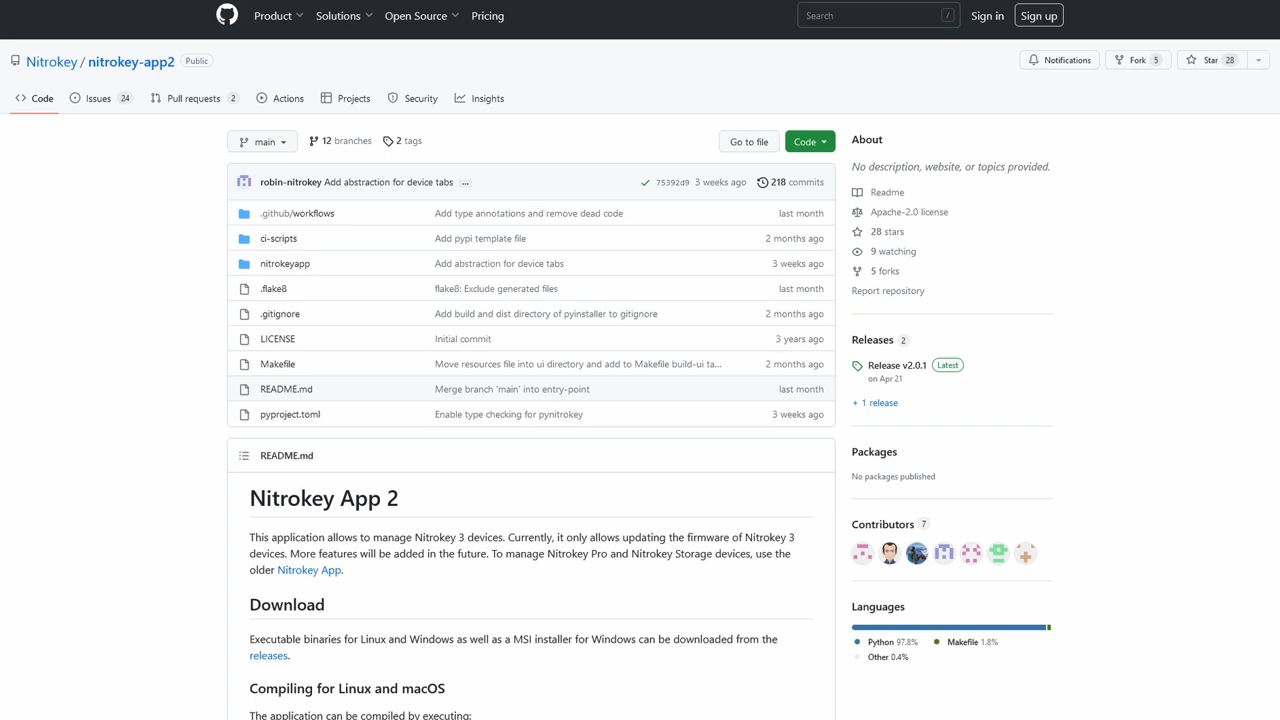 Product Solutions Open Source Pricing Search / Sign in Sign up
Nitrokey / nitrokey-app2 Public Notifications Fork 5 Star 28
Code Issues 24 Pull requests 2 Actions Projects Security Insights
main 12 branches 2 tags Go to file Code
robin-nitrokey Add abstraction for device tabs ... 75392d9 3 weeks ago 218 commits
.github/workflows Add type annotations and remove dead code last month
ci-scripts Add pypi template file 2 months ago
nitrokeyapp Add abstraction for device tabs 3 weeks ago
.flake8 flake8: Exclude generated files last month
.gitignore Add build and dist directory of pyinstaller to gitignore 2 months ago
LICENSE Initial commit 3 years ago
Makefile Move resources file into ui directory and add to Makefile build-ui ta... 2 months ago
README.md Merge branch 'main' into entry-point last month
pyproject.toml Enable type checking for pynitrokey 3 weeks ago
README.md
Nitrokey App 2
This application allows to manage Nitrokey 3 devices. Currently, it only allows updating the firmware of Nitrokey 3
devices. More features will be added in the future. To manage Nitrokey Pro and Nitrokey Storage devices, use the
older Nitrokey App.
Download
Executable binaries for Linux and Windows as well as a MSI installer for Windows can be downloaded from the
releases.
Compiling for Linux and macOS
The application can be compiled by executing:
About
No description, website, or topics provided.
Readme
Apache-2.0 license
28 stars
9 watching
5 forks
Report repository
Releases 2
Release v2.0.1 Latest
on Apr 21
+ 1 release
Packages
No packages published
Contributors 7
Languages
Python 97.8% Makefile 1.8%
Other 0.4%